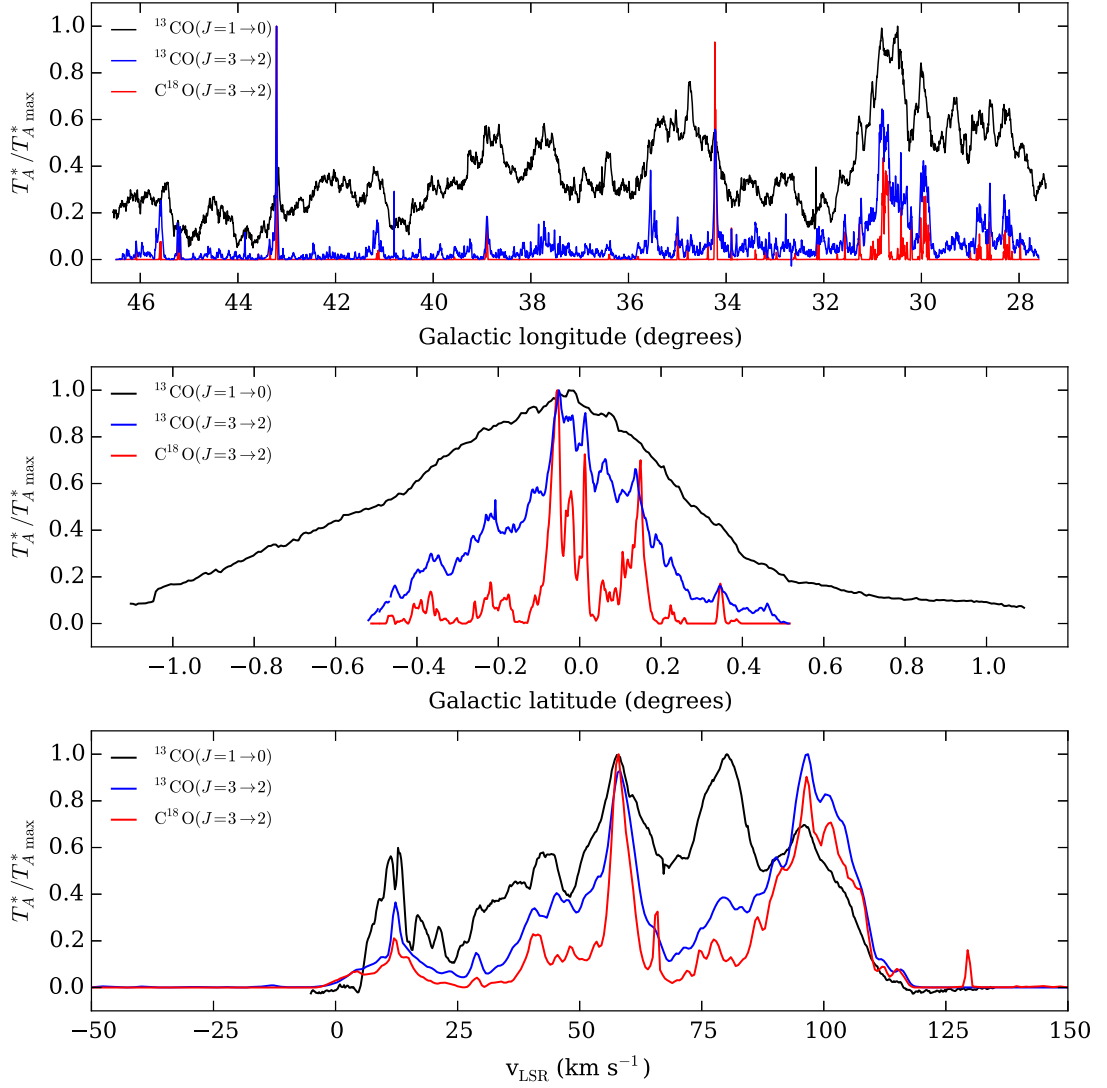 ¹³CO(J=1→0)
¹³CO(J=3→2)
C¹⁸O(J=3→2)
T*A/T*A max
1.0
0.8
0.6
0.4
0.2
0.0
46 44 42 40 38 36 34 32 30 28
Galactic longitude (degrees)
¹³CO(J=1→0)
¹³CO(J=3→2)
C¹⁸O(J=3→2)
T*A/T*A max
1.0
0.8
0.6
0.4
0.2
0.0
−1.0 −0.8 −0.6 −0.4 −0.2 0.0 0.2 0.4 0.6 0.8 1.0
Galactic latitude (degrees)
¹³CO(J=1→0)
¹³CO(J=3→2)
C¹⁸O(J=3→2)
T*A/T*A max
1.0
0.8
0.6
0.4
0.2
0.0
−50 −25 0 25 50 75 100 125 150
vLSR (km s⁻¹)